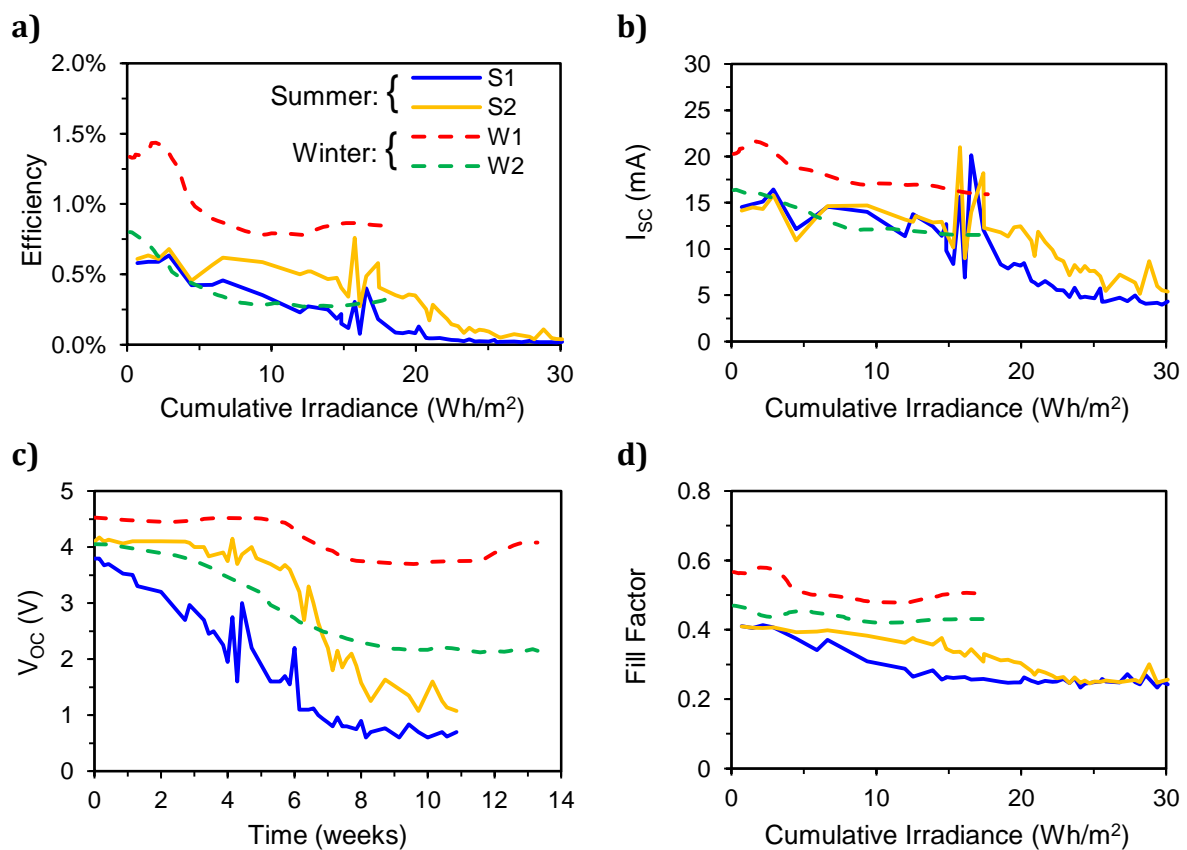 a)
2.0%
1.5%
1.0%
0.5%
0.0%
Efficiency
Summer: {
S1
S2
Winter: {
W1
W2
0 10 20 30
Cumulative Irradiance (Wh/m²)
b)
30
25
20
15
10
5
0
I_SC (mA)
0 10 20 30
Cumulative Irradiance (Wh/m²)
c)
5
4
3
2
1
0
V_OC (V)
0 2 4 6 8 10 12 14
Time (weeks)
d)
0.8
0.6
0.4
0.2
0
Fill Factor
0 10 20 30
Cumulative Irradiance (Wh/m²)